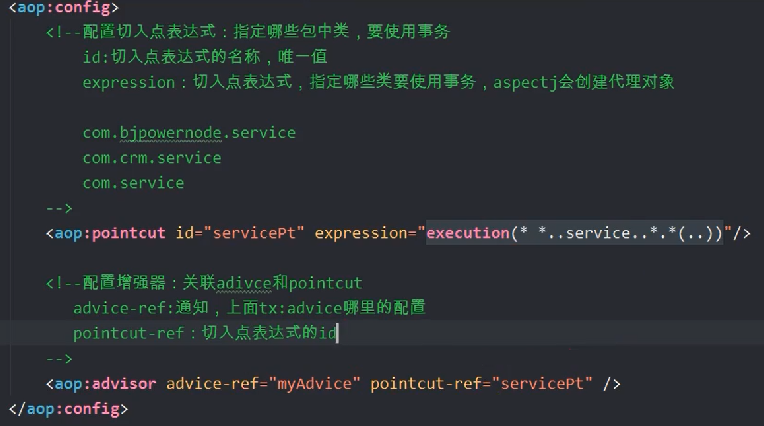 <aop:config>
<!--配置切入点表达式：指定哪些包中类，要使用事务
id:切入点表达式的名称，唯一值
expression：切入点表达式，指定哪些类要使用事务，aspectj会创建代理对象
com.bjpowernode.service
com.crm.service
com.service
-->
<aop:pointcut id="servicePt" expression="execution(* *..service..*.*(..))"/>
<!--配置增强器：关联adivce和pointcut
advice-ref:通知，上面tx:advice哪里的配置
pointcut-ref：切入点表达式的id
-->
<aop:advisor advice-ref="myAdvice" pointcut-ref="servicePt" />
</aop:config>